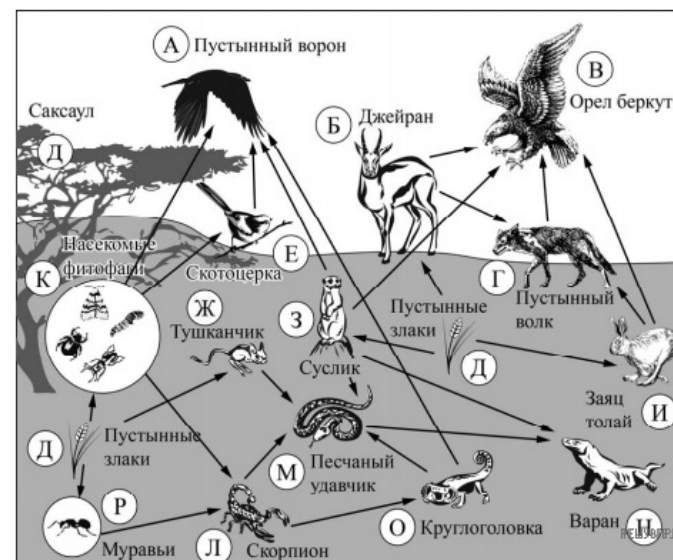 А Пустынный ворон
В
Орел беркут
Саксаул
Б Джейран
Д
Насекомые
фитофаги
К
Е
Скотоцерка
Ж
Тушканчик
З
Суслик
Г Пустынный
волк
Пустынные
злаки
Д
Заяц
толай
И
Д Пустынные
злаки
М Песчаный
удавчик
Р
Муравьи
Л Скорпион
О Круглоголовка
Варан